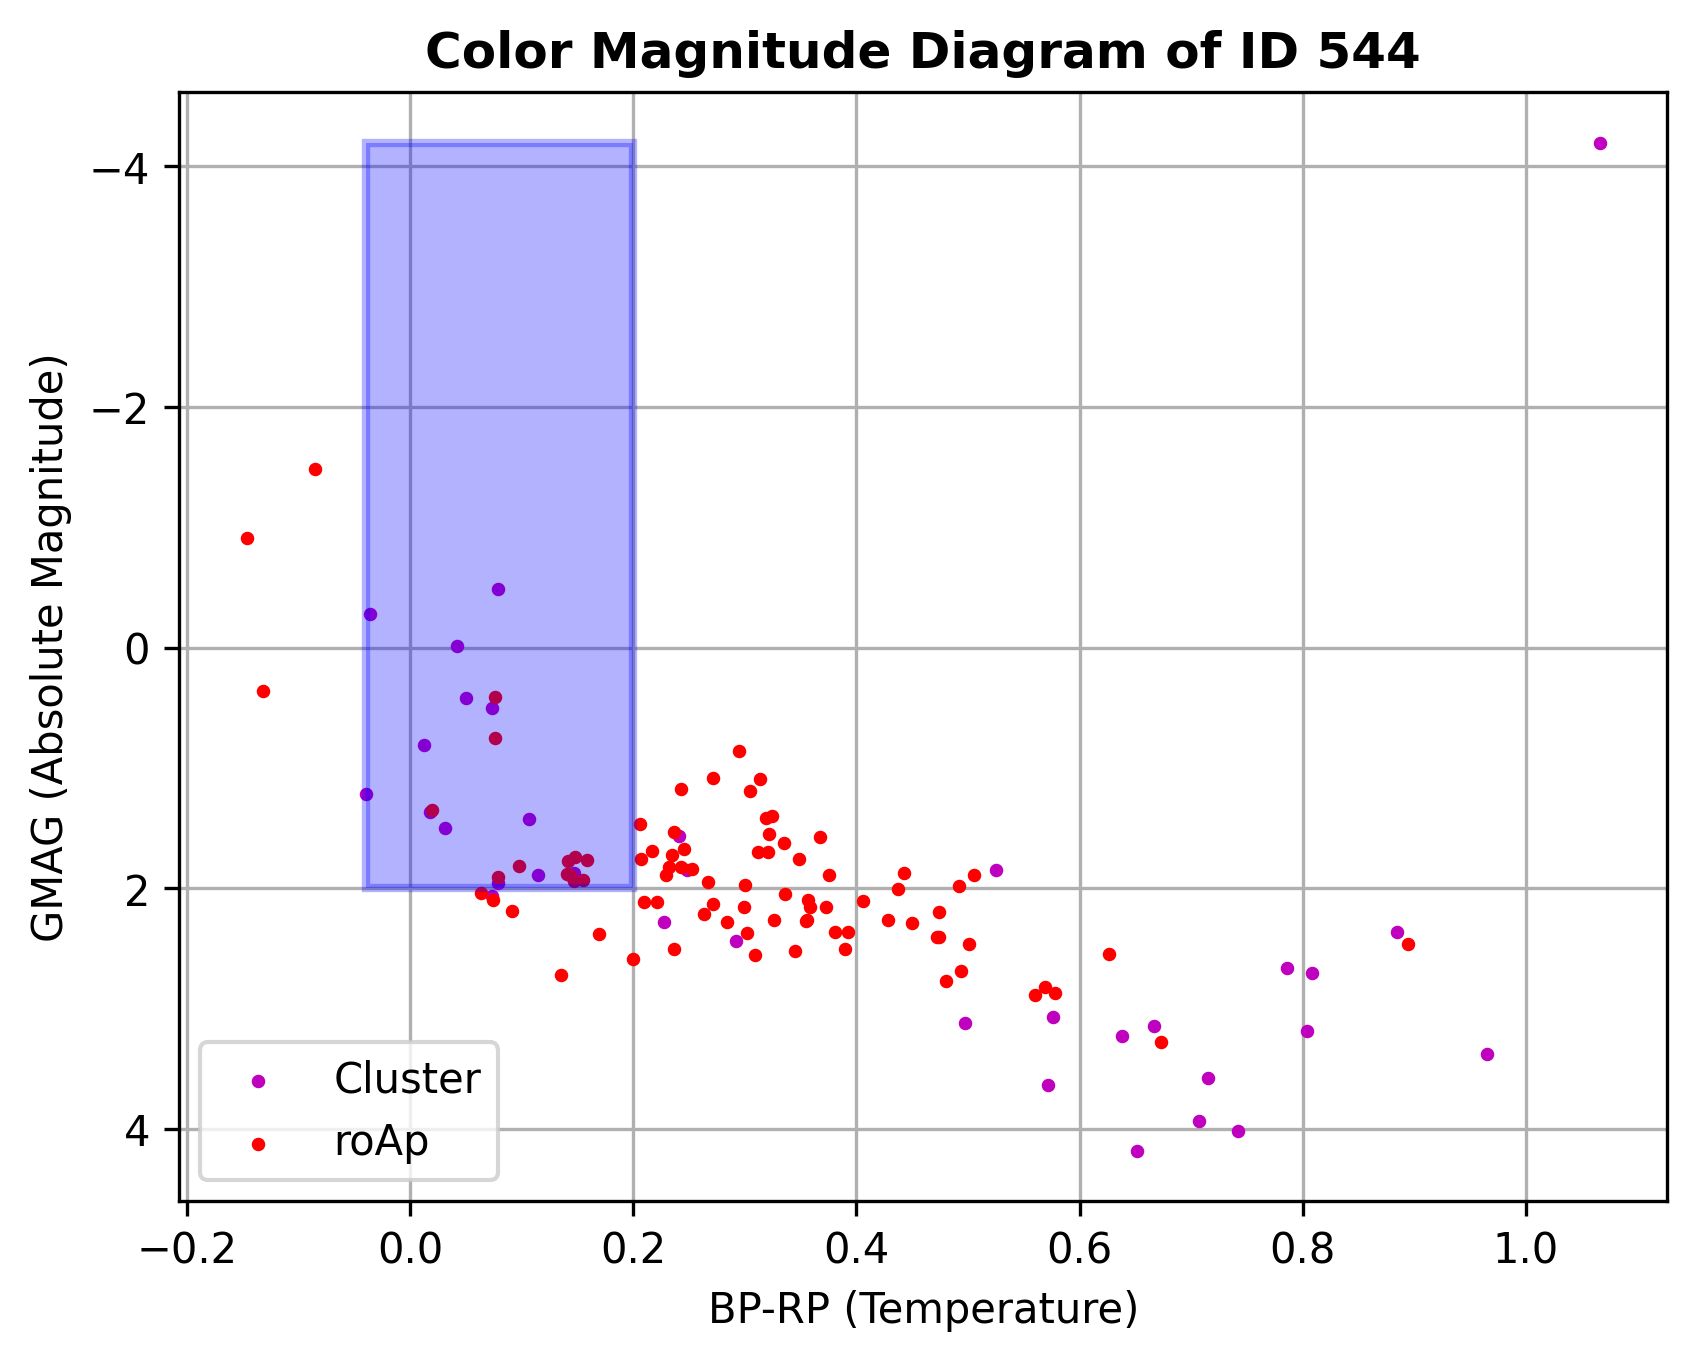 Color Magnitude Diagram of ID 544
GMAG (Absolute Magnitude)
−4
−2
0
2
4
Cluster
roAp
−0.2 0.0 0.2 0.4 0.6 0.8 1.0
BP-RP (Temperature)